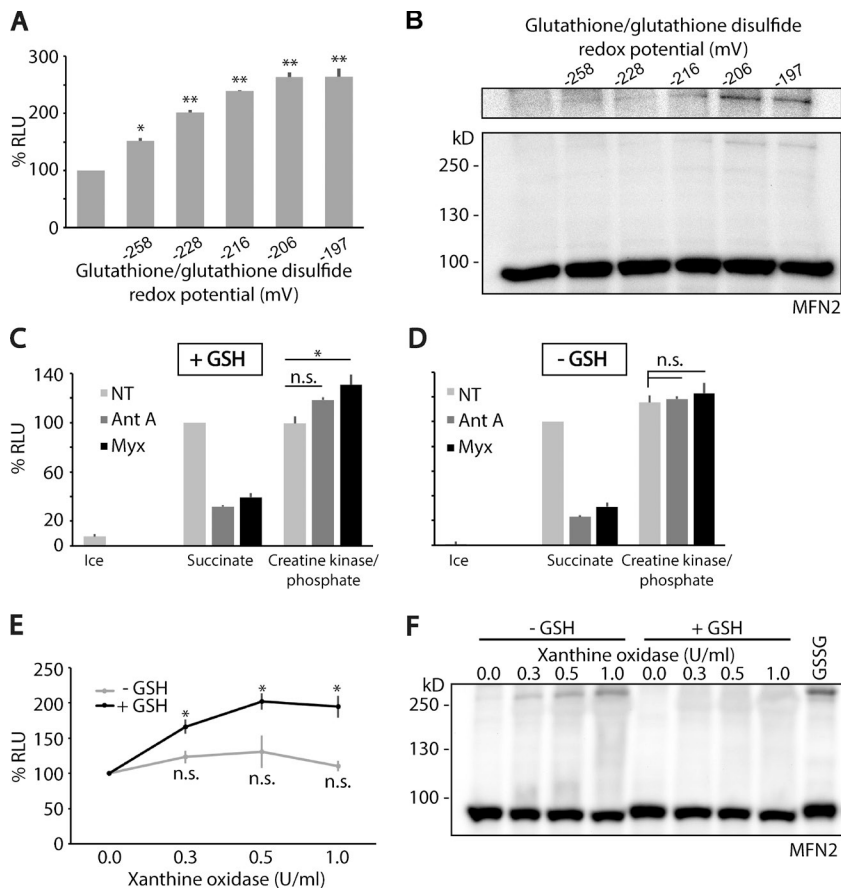 A
300
250
200
100
0
% RLU
* ** ** ** **
-258 -228 -216 -206 -197
Glutathione/glutathione disulfide
redox potential (mV)
B
Glutathione/glutathione disulfide
redox potential (mV)
-258 -228 -216 -206 -197
kD
250 -
130 -
100 -
MFN2
C
+ GSH
NT
Ant A
Myx
n.s.
*
140
100
60
20
0
% RLU
Ice Succinate Creatine kinase/
phosphate
D
- GSH
NT
Ant A
Myx
n.s.
% RLU
Ice Succinate Creatine kinase/
phosphate
E
250
200
150
100
50
0
% RLU
- GSH
+ GSH
* * *
n.s. n.s. n.s.
0.0 0.3 0.5 1.0
Xanthine oxidase (U/ml)
F
- GSH + GSH
Xanthine oxidase (U/ml)
0.0 0.3 0.5 1.0 0.0 0.3 0.5 1.0 GSSG
kD
250 -
130 -
100 -
MFN2